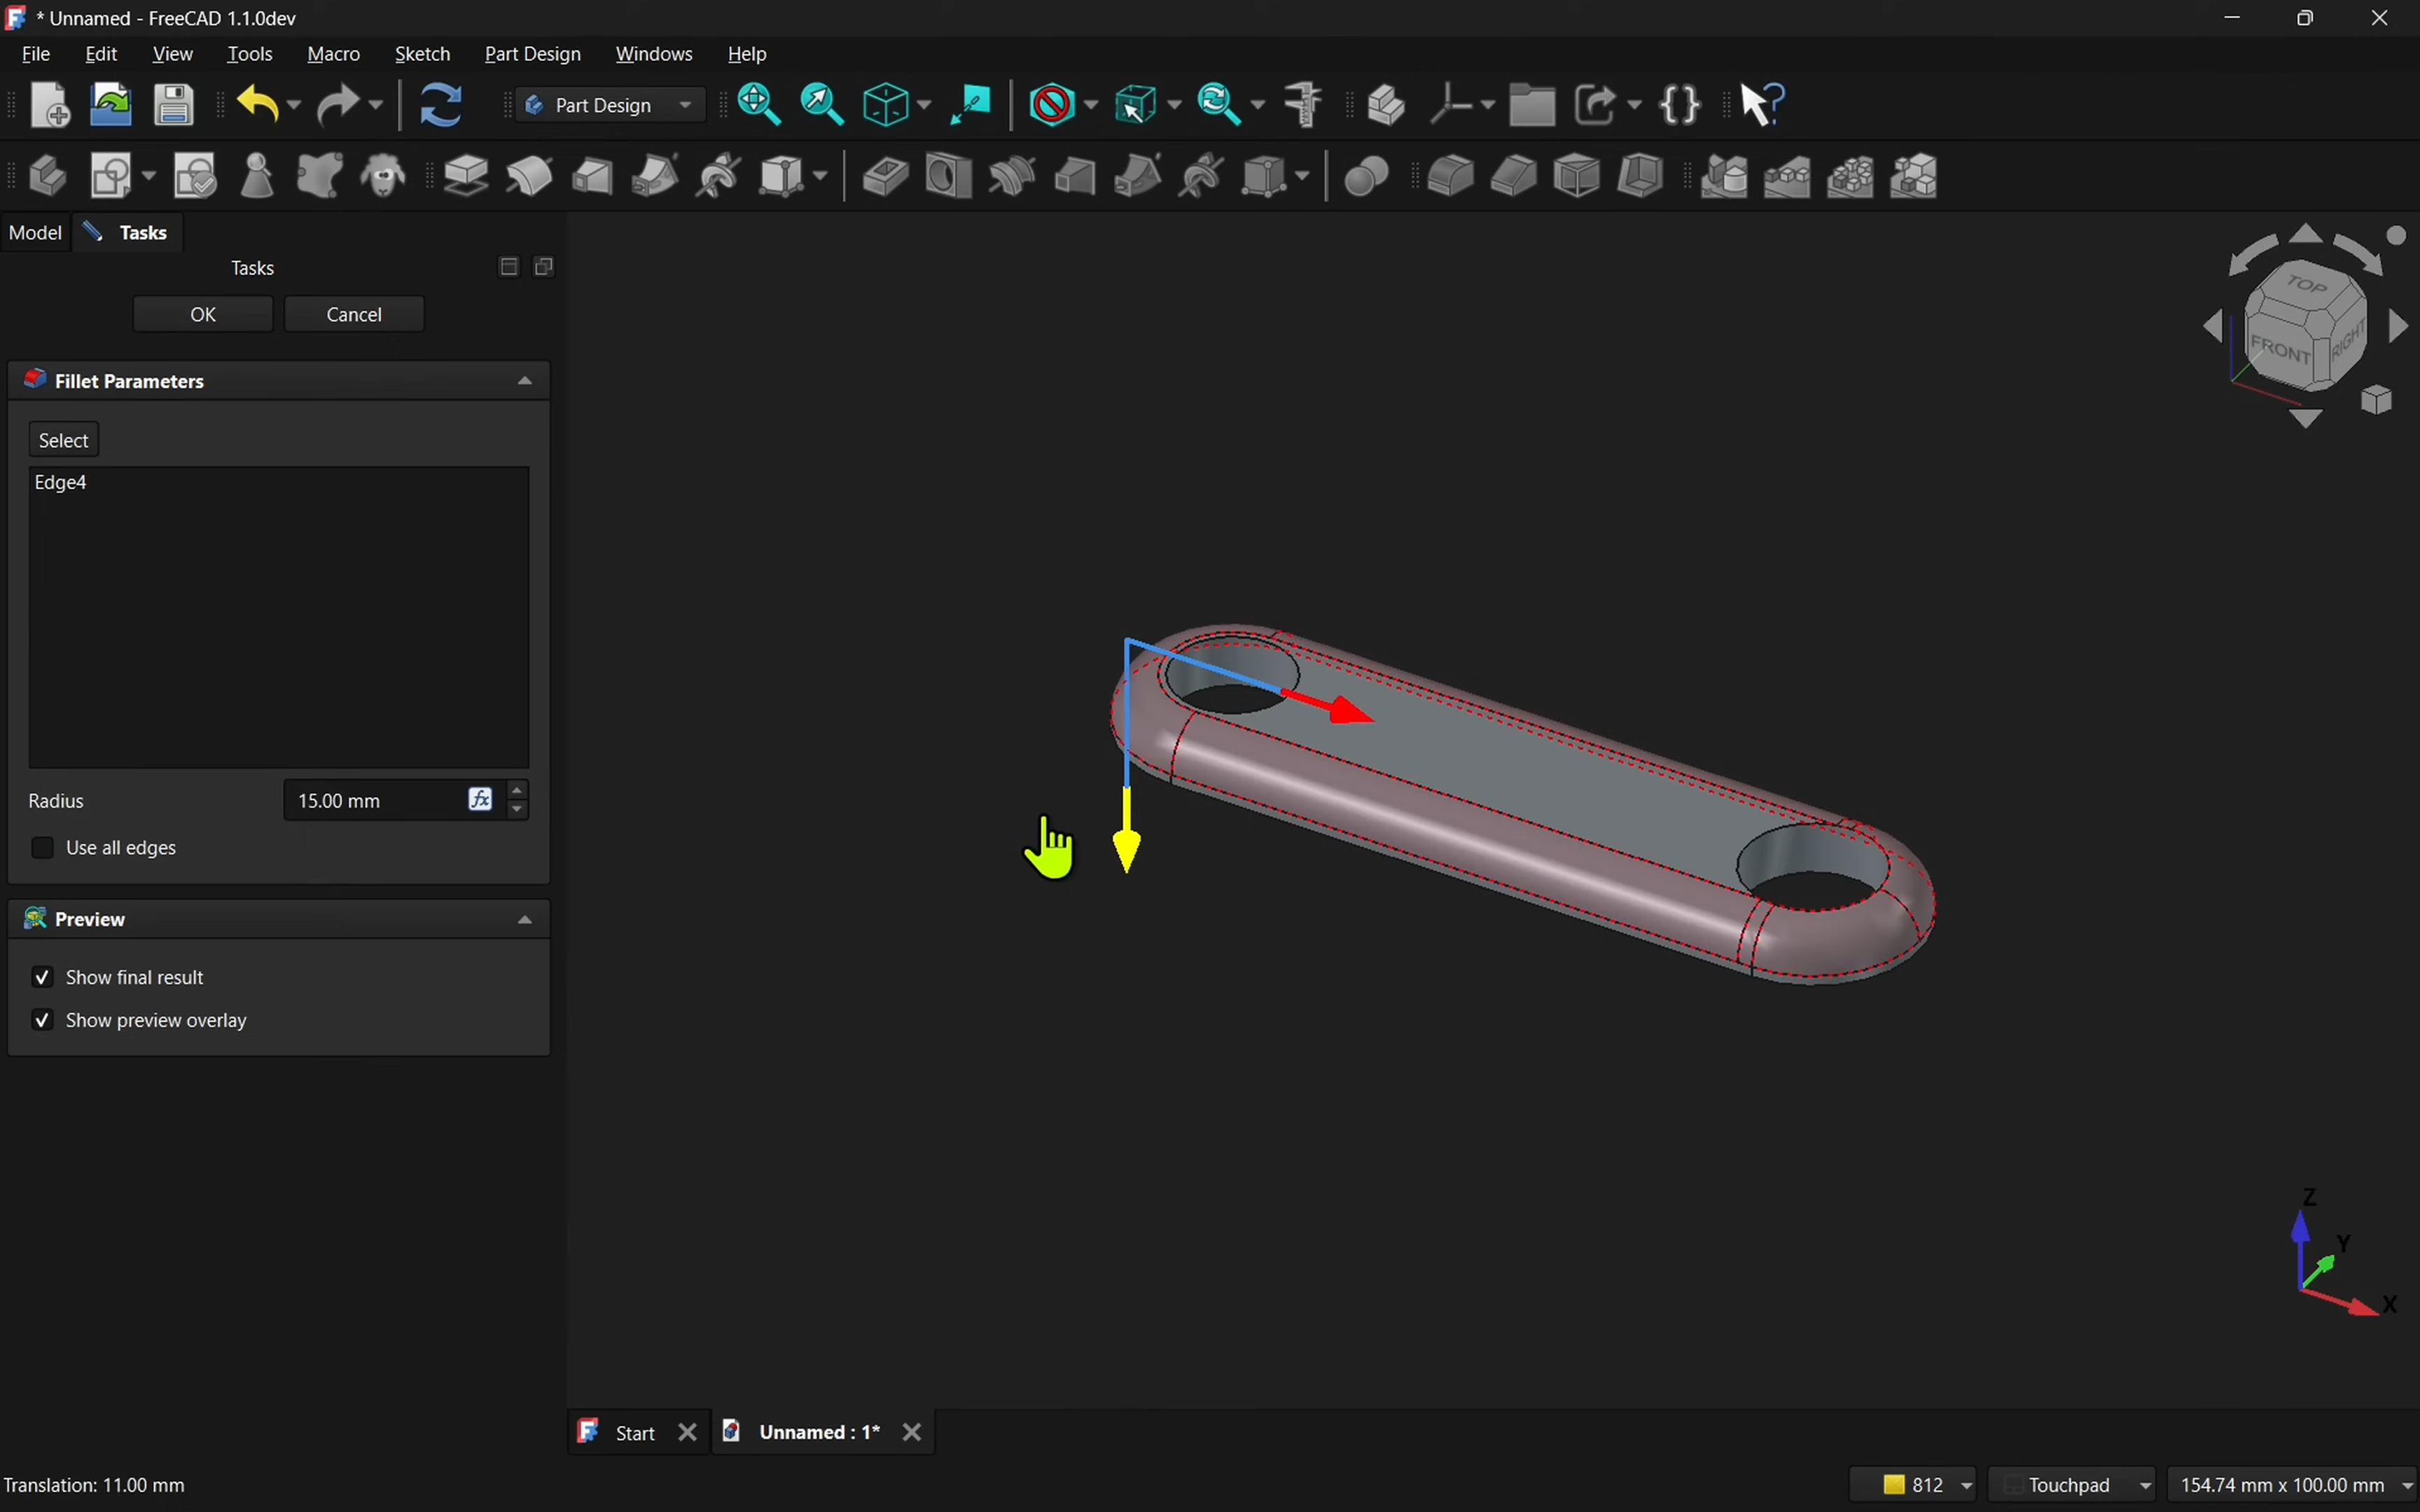 * Unnamed - FreeCAD 1.1.0dev
File Edit View Tools Macro Sketch Part Design Windows Help
Part Design
Model Tasks
Tasks
OK Cancel
Fillet Parameters
Select
Edge4
Radius 15.00 mm fx
Use all edges
Preview
Show final result
Show preview overlay
TOP
FRONT RIGHT
Z
Y
X
Start Unnamed : 1*
Translation: 11.00 mm 812 Touchpad 154.74 mm x 100.00 mm